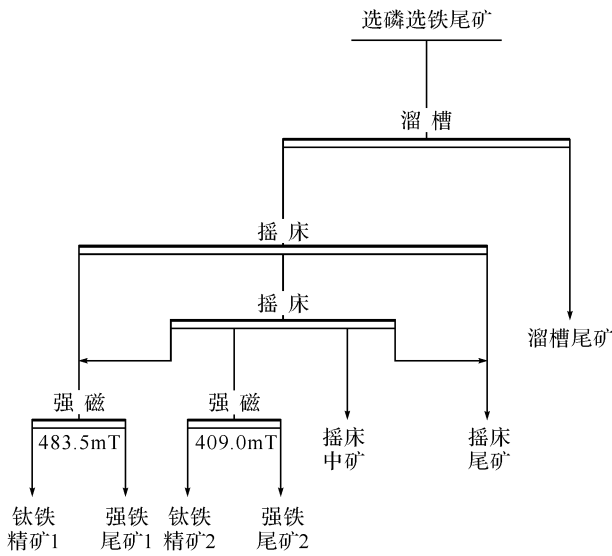 选磷选铁尾矿
溜槽
摇床
摇床
溜槽尾矿
强磁
强磁
483.5mT
409.0mT
摇床
中矿
摇床
尾矿
钛铁
精矿1
强铁
尾矿1
钛铁
精矿2
强铁
尾矿2